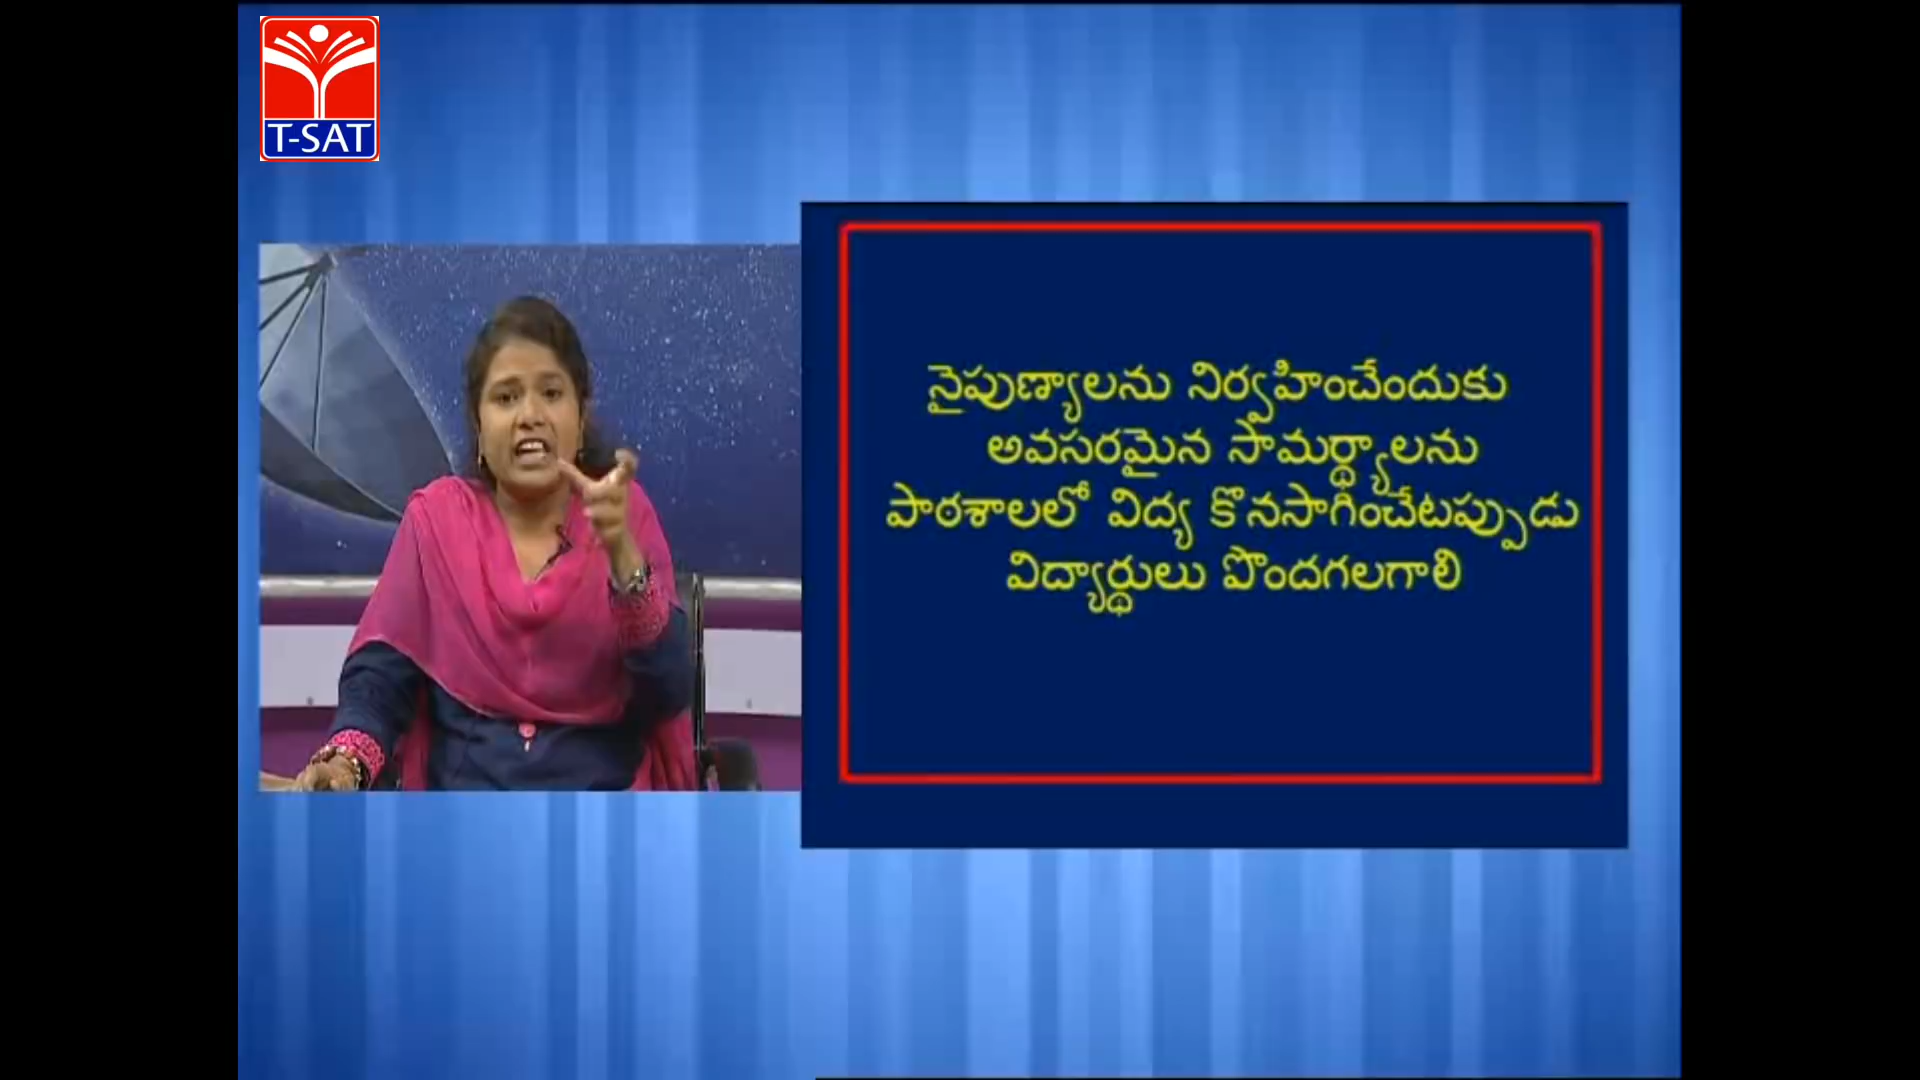 T-SAT
నైపుణ్యాలను నిర్వహించేందుకు
అవసరమైన సామర్థ్యాలను
పాఠశాలలో విద్య కొనసాగించేటప్పుడు
విద్యార్థులు పొందగలగాలి